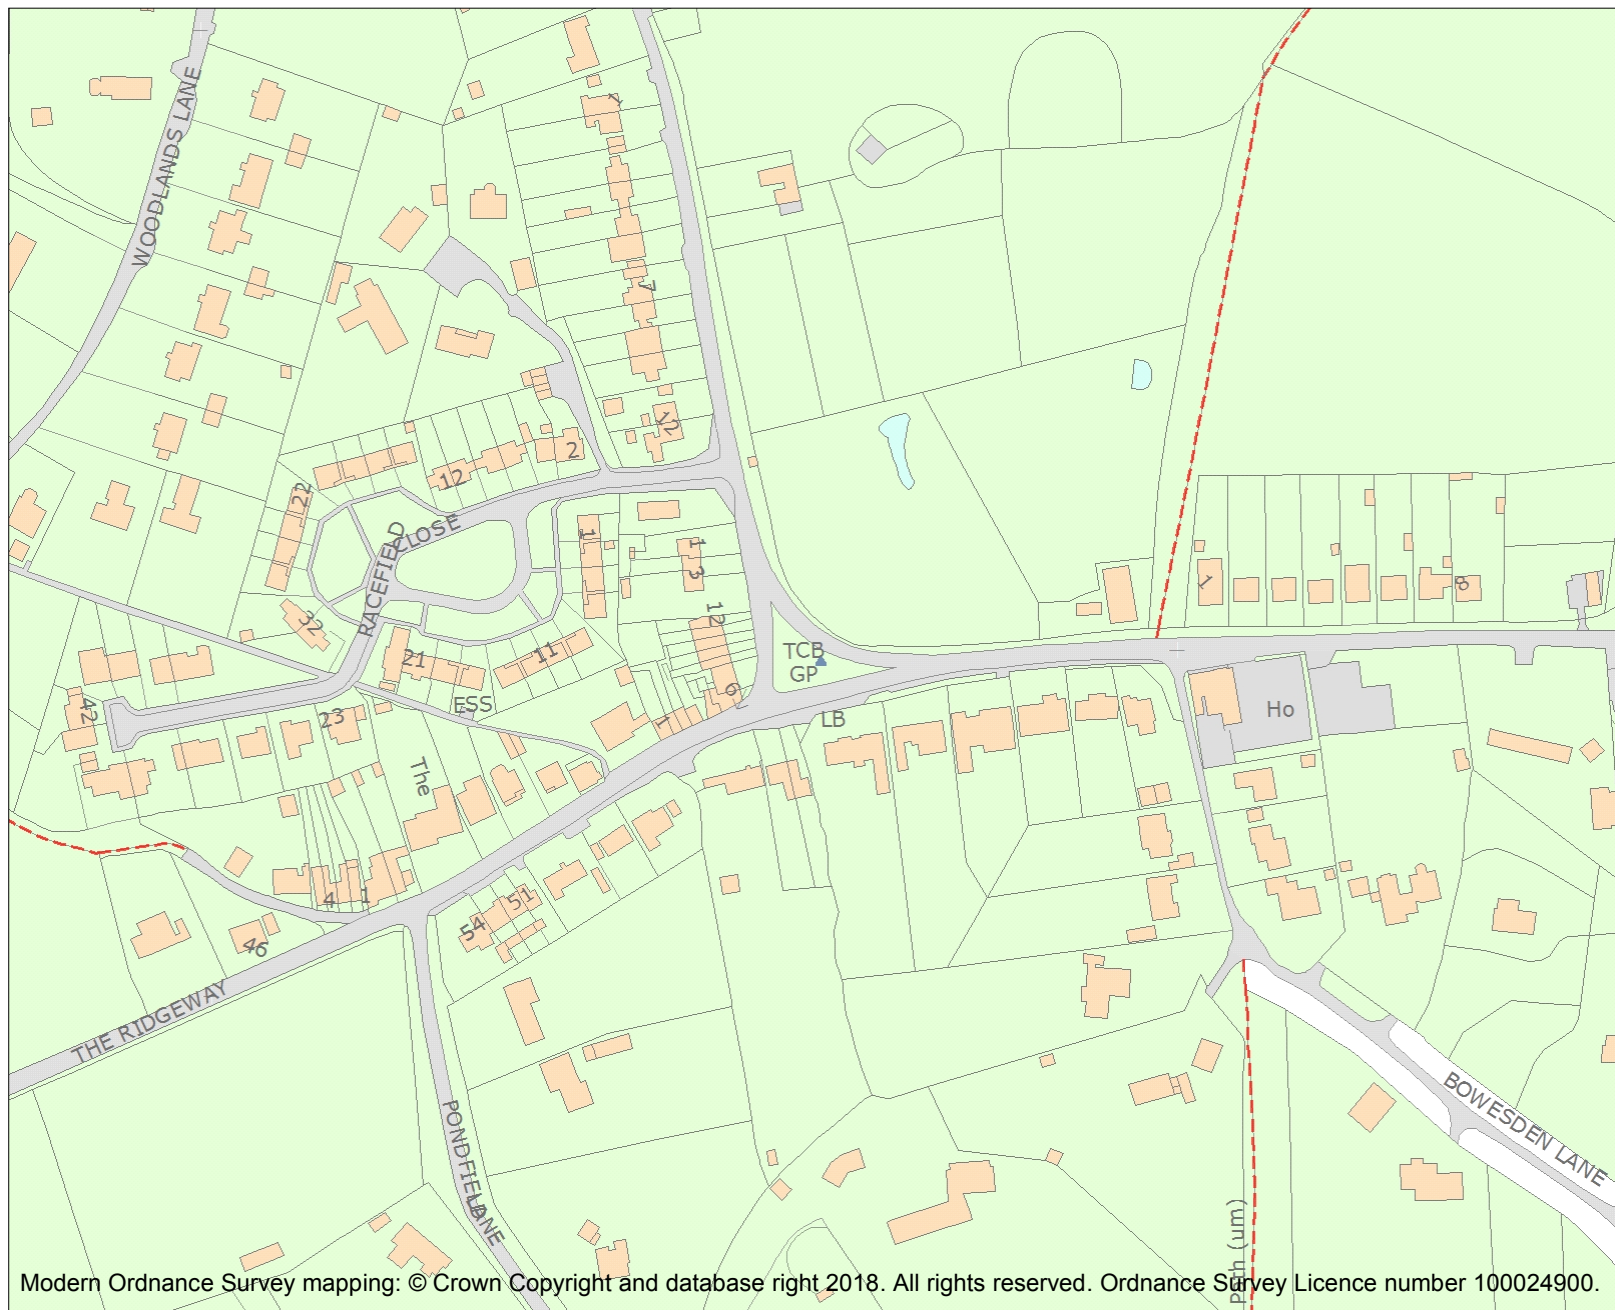 WOODLANDS LANE
1
7
12
2
12
22
RACEFIELD
CLOSE
1
1
3
12
32
21
11
TCB
GP
1
8
42
23
ESS
1
6
LB
Ho
The
4
1
51
54
46
THE RIDGEWAY
PONDFIELD
LANE
BOWESDEN LANE
Path (um)
Modern Ordnance Survey mapping: © Crown Copyright and database right 2018. All rights reserved. Ordnance Survey Licence number 100024900.